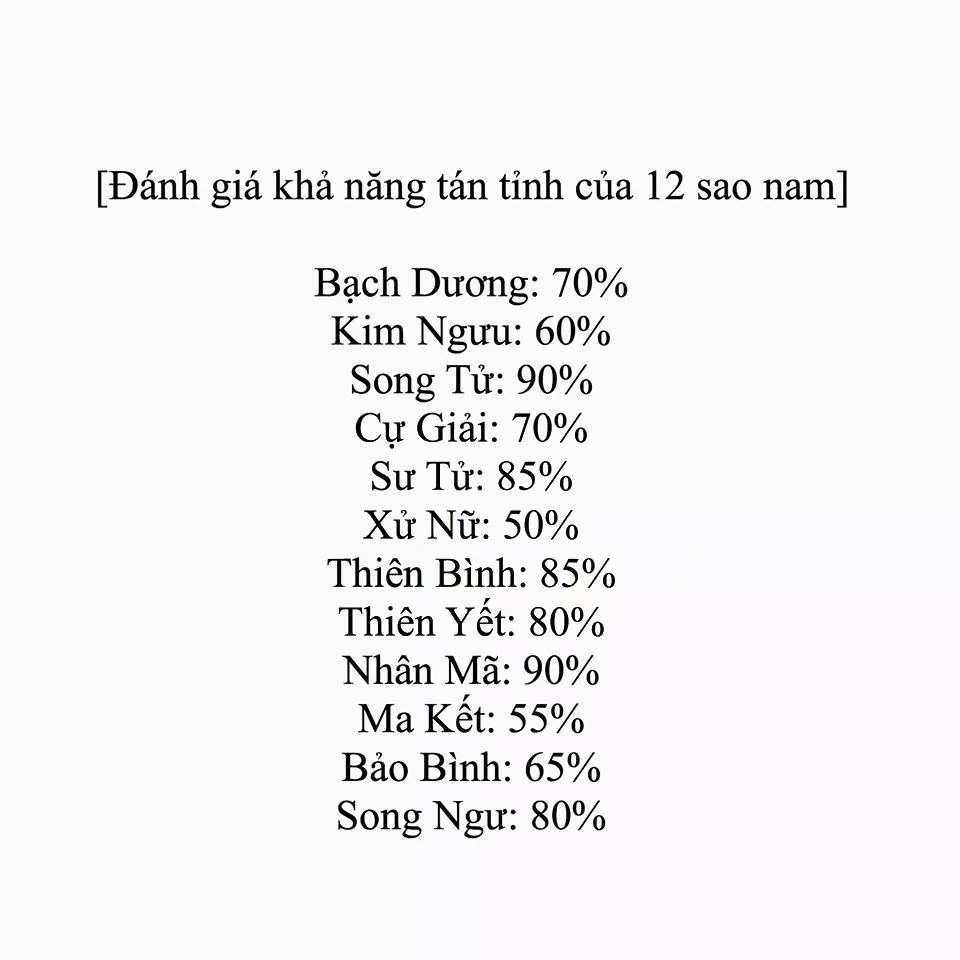 [Đánh giá khả năng tán tỉnh của 12 sao nam]
Bạch Dương: 70%
Kim Ngưu: 60%
Song Tử: 90%
Cự Giải: 70%
Sư Tử: 85%
Xử Nữ: 50%
Thiên Bình: 85%
Thiên Yết: 80%
Nhân Mã: 90%
Ma Kết: 55%
Bảo Bình: 65%
Song Ngư: 80%